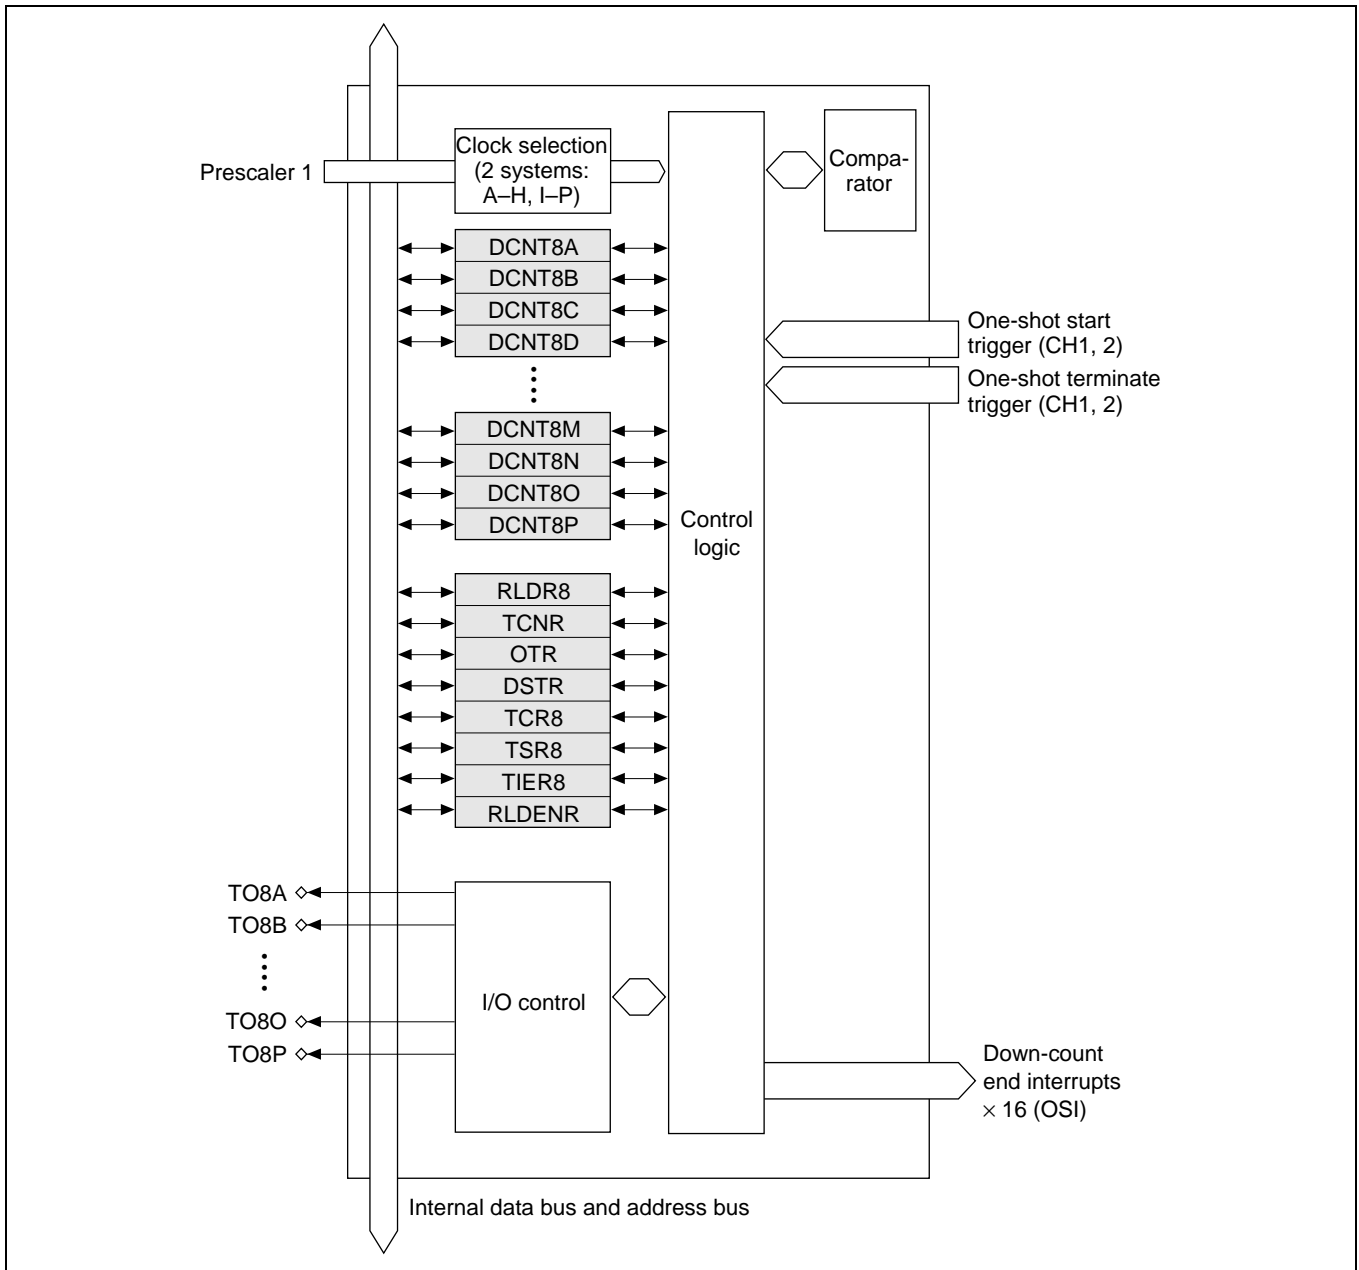 Prescaler 1
Clock selection
(2 systems:
A–H, I–P)
Compa-
rator
DCNT8A
DCNT8B
DCNT8C
DCNT8D
One-shot start
trigger (CH1, 2)
One-shot terminate
trigger (CH1, 2)
DCNT8M
DCNT8N
DCNT8O
DCNT8P
Control
logic
RLDR8
TCNR
OTR
DSTR
TCR8
TSR8
TIER8
RLDENR
TO8A
TO8B
TO8O
TO8P
I/O control
Down-count
end interrupts
× 16 (OSI)
Internal data bus and address bus